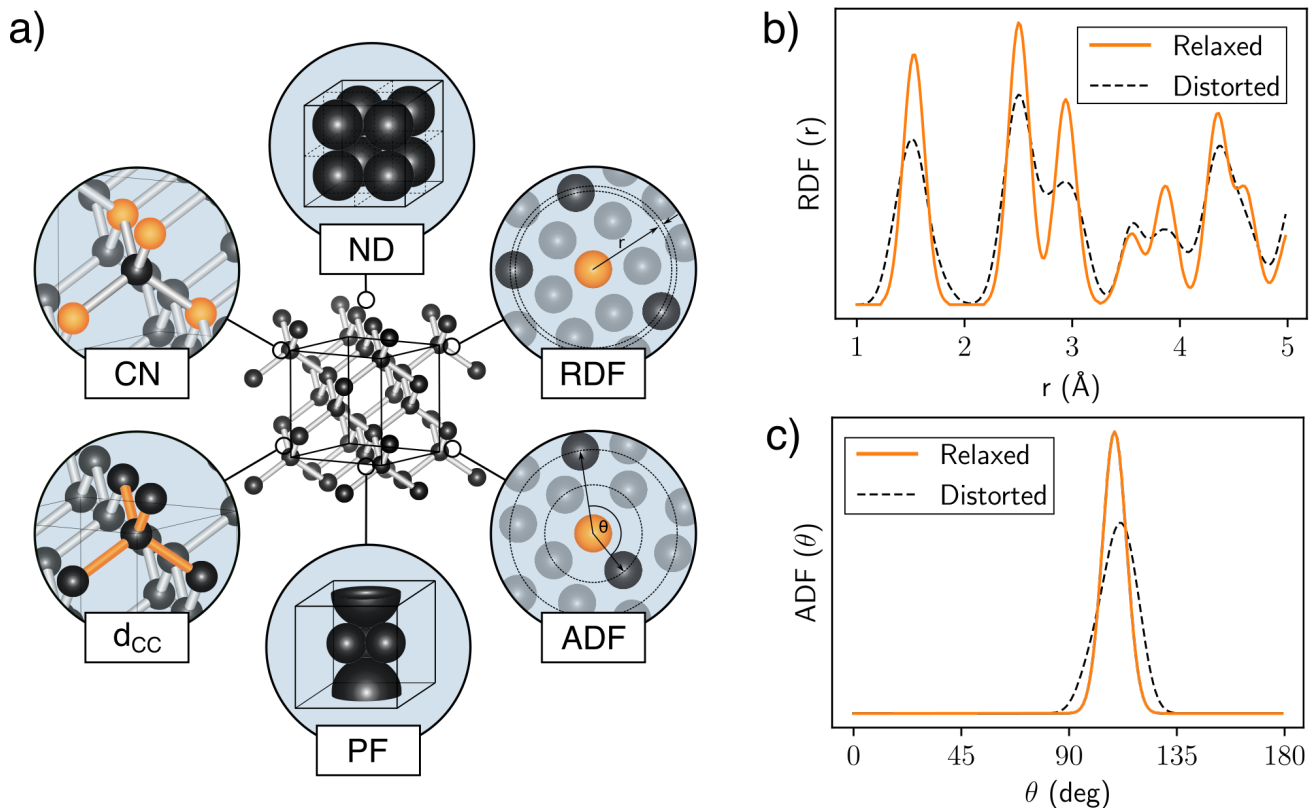 a)
ND
CN
RDF
r
d_CC
ADF
θ
PF
b)
RDF (r)
Relaxed
Distorted
1 2 3 4 5
r (Å)
c)
ADF (θ)
Relaxed
Distorted
0 45 90 135 180
θ (deg)